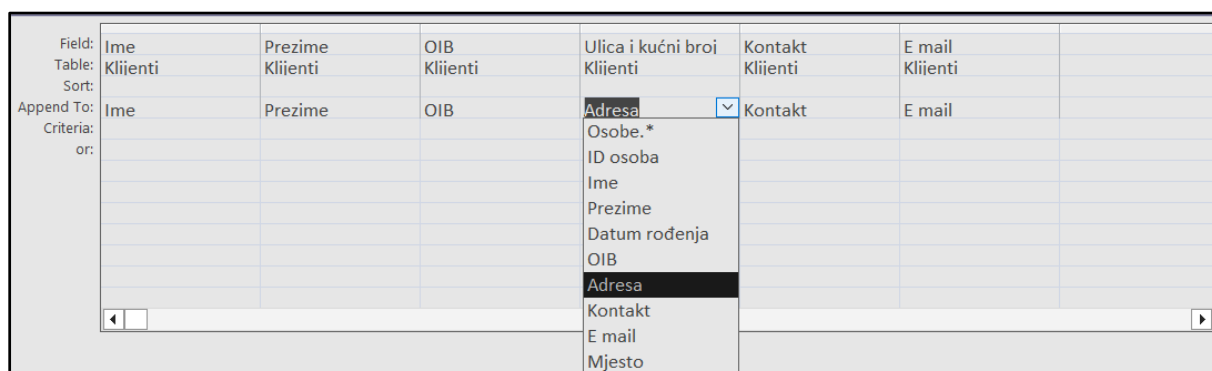 Field: Ime Prezime OIB Ulica i kućni broj Kontakt E mail
Table: Klijenti Klijenti Klijenti Klijenti Klijenti Klijenti
Sort:
Append To: Ime Prezime OIB Adresa Kontakt E mail
Criteria:
or:
Osobe.*
ID osoba
Ime
Prezime
Datum rođenja
OIB
Adresa
Kontakt
E mail
Mjesto